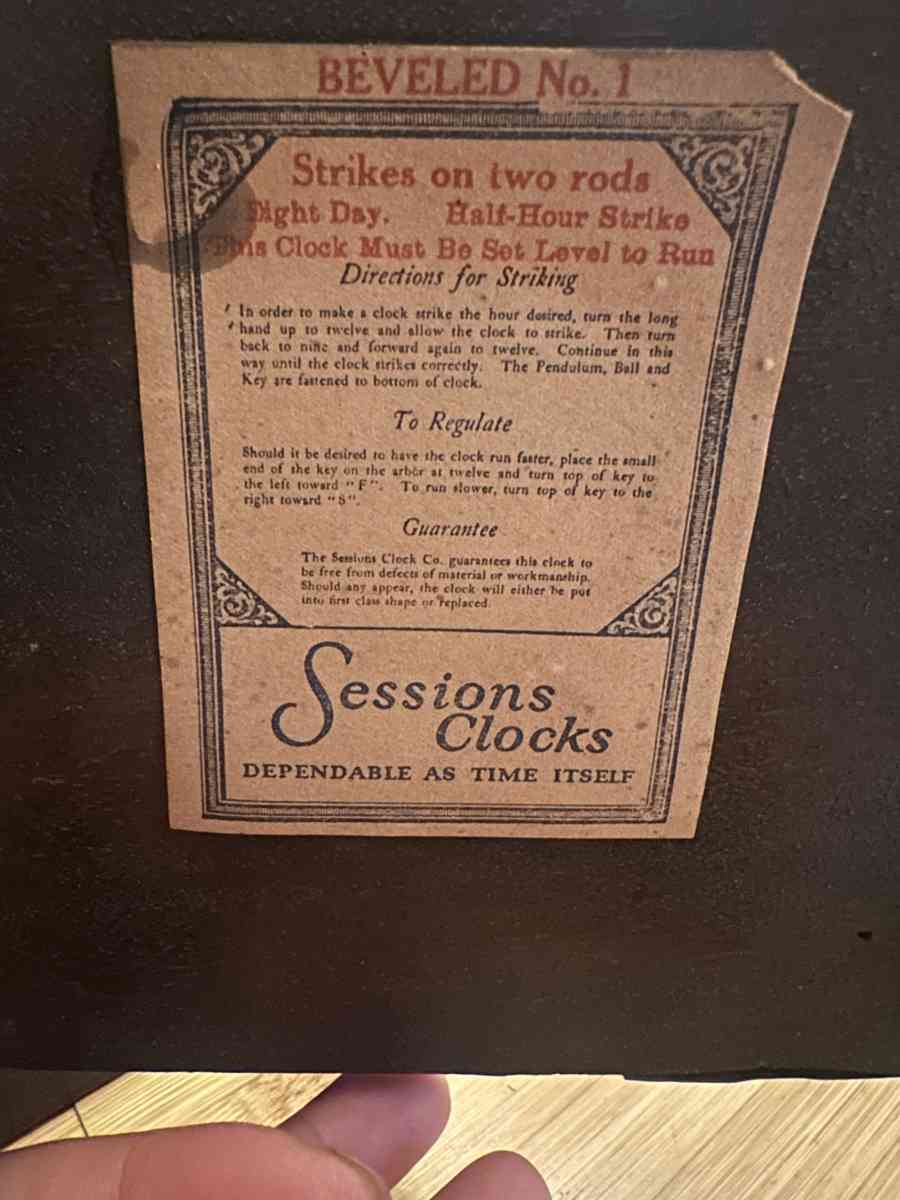 BEVELED No. 1
Strikes on two rods
Eight Day. Half-Hour Strike
This Clock Must Be Set Level to Run
Directions for Striking
In order to make a clock strike the hour desired, turn the long
hand up to twelve and allow the clock to strike. Then turn
back to nine and forward again to twelve. Continue in this
way until the clock strikes correctly. The Pendulum, Ball and
Key are fastened to bottom of clock.
To Regulate
Should it be desired to have the clock run faster, place the small
end of the key on the arbor at twelve and turn top of key to
the left toward "F". To run slower, turn top of key to the
right toward "S".
Guarantee
The Sessions Clock Co. guarantees this clock to
be free from defects of material or workmanship.
Should any appear, the clock will either be put
into first class shape or replaced.
Sessions
Clocks
DEPENDABLE AS TIME ITSELF